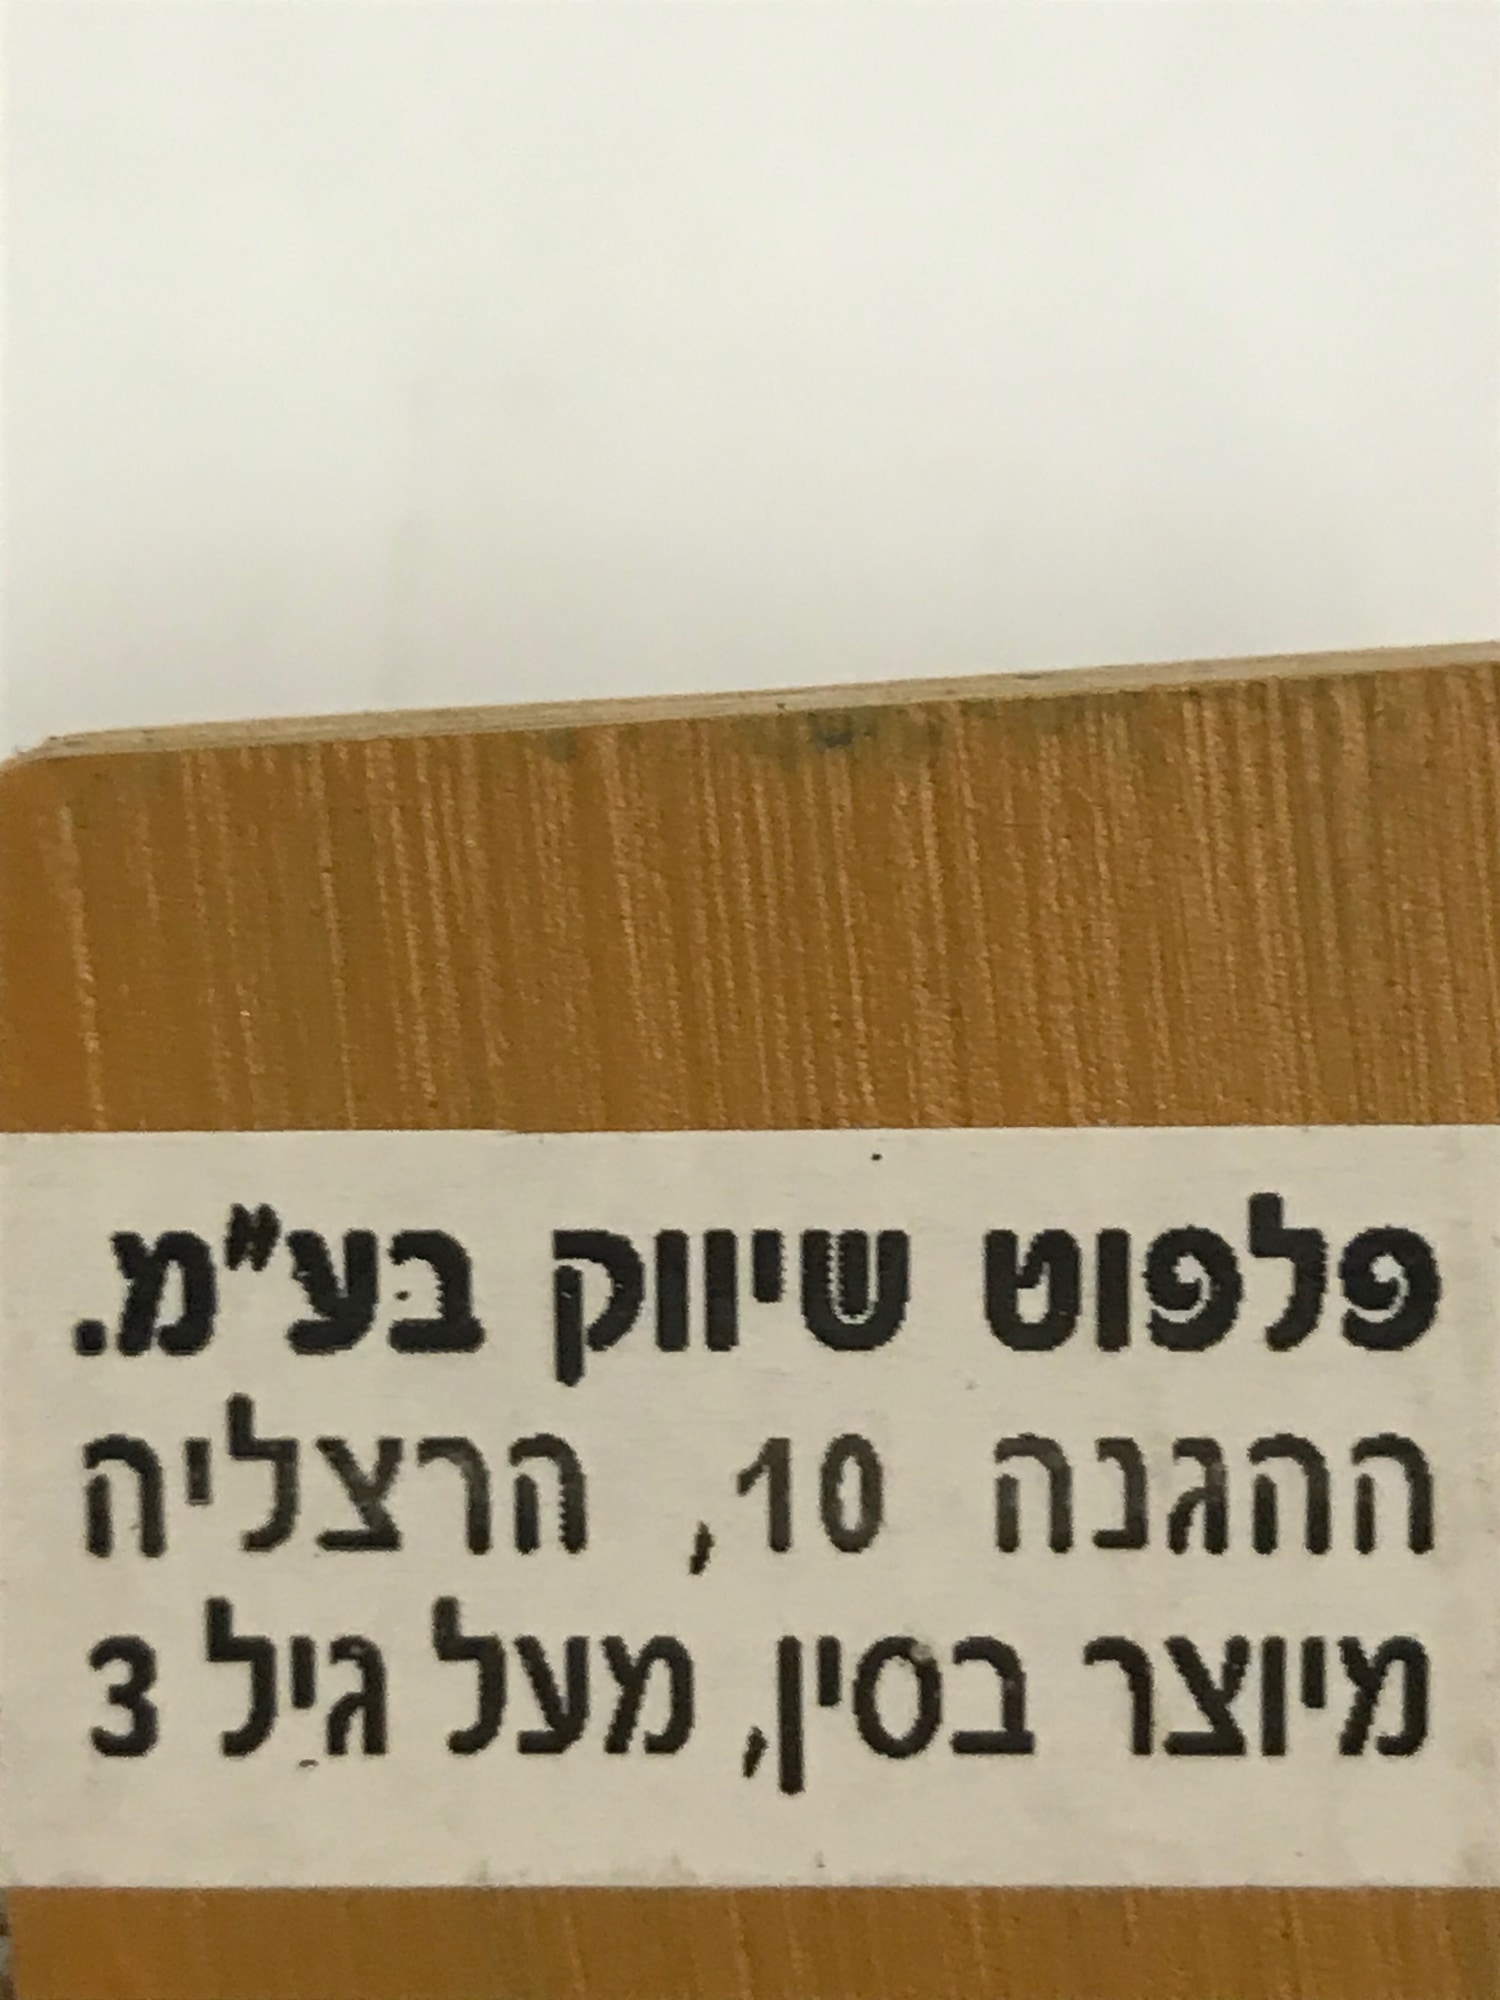 פלפוט שיווק בע"מ.
ההגנה 10, הרצליה
מיוצר בסין, מעל גיל 3